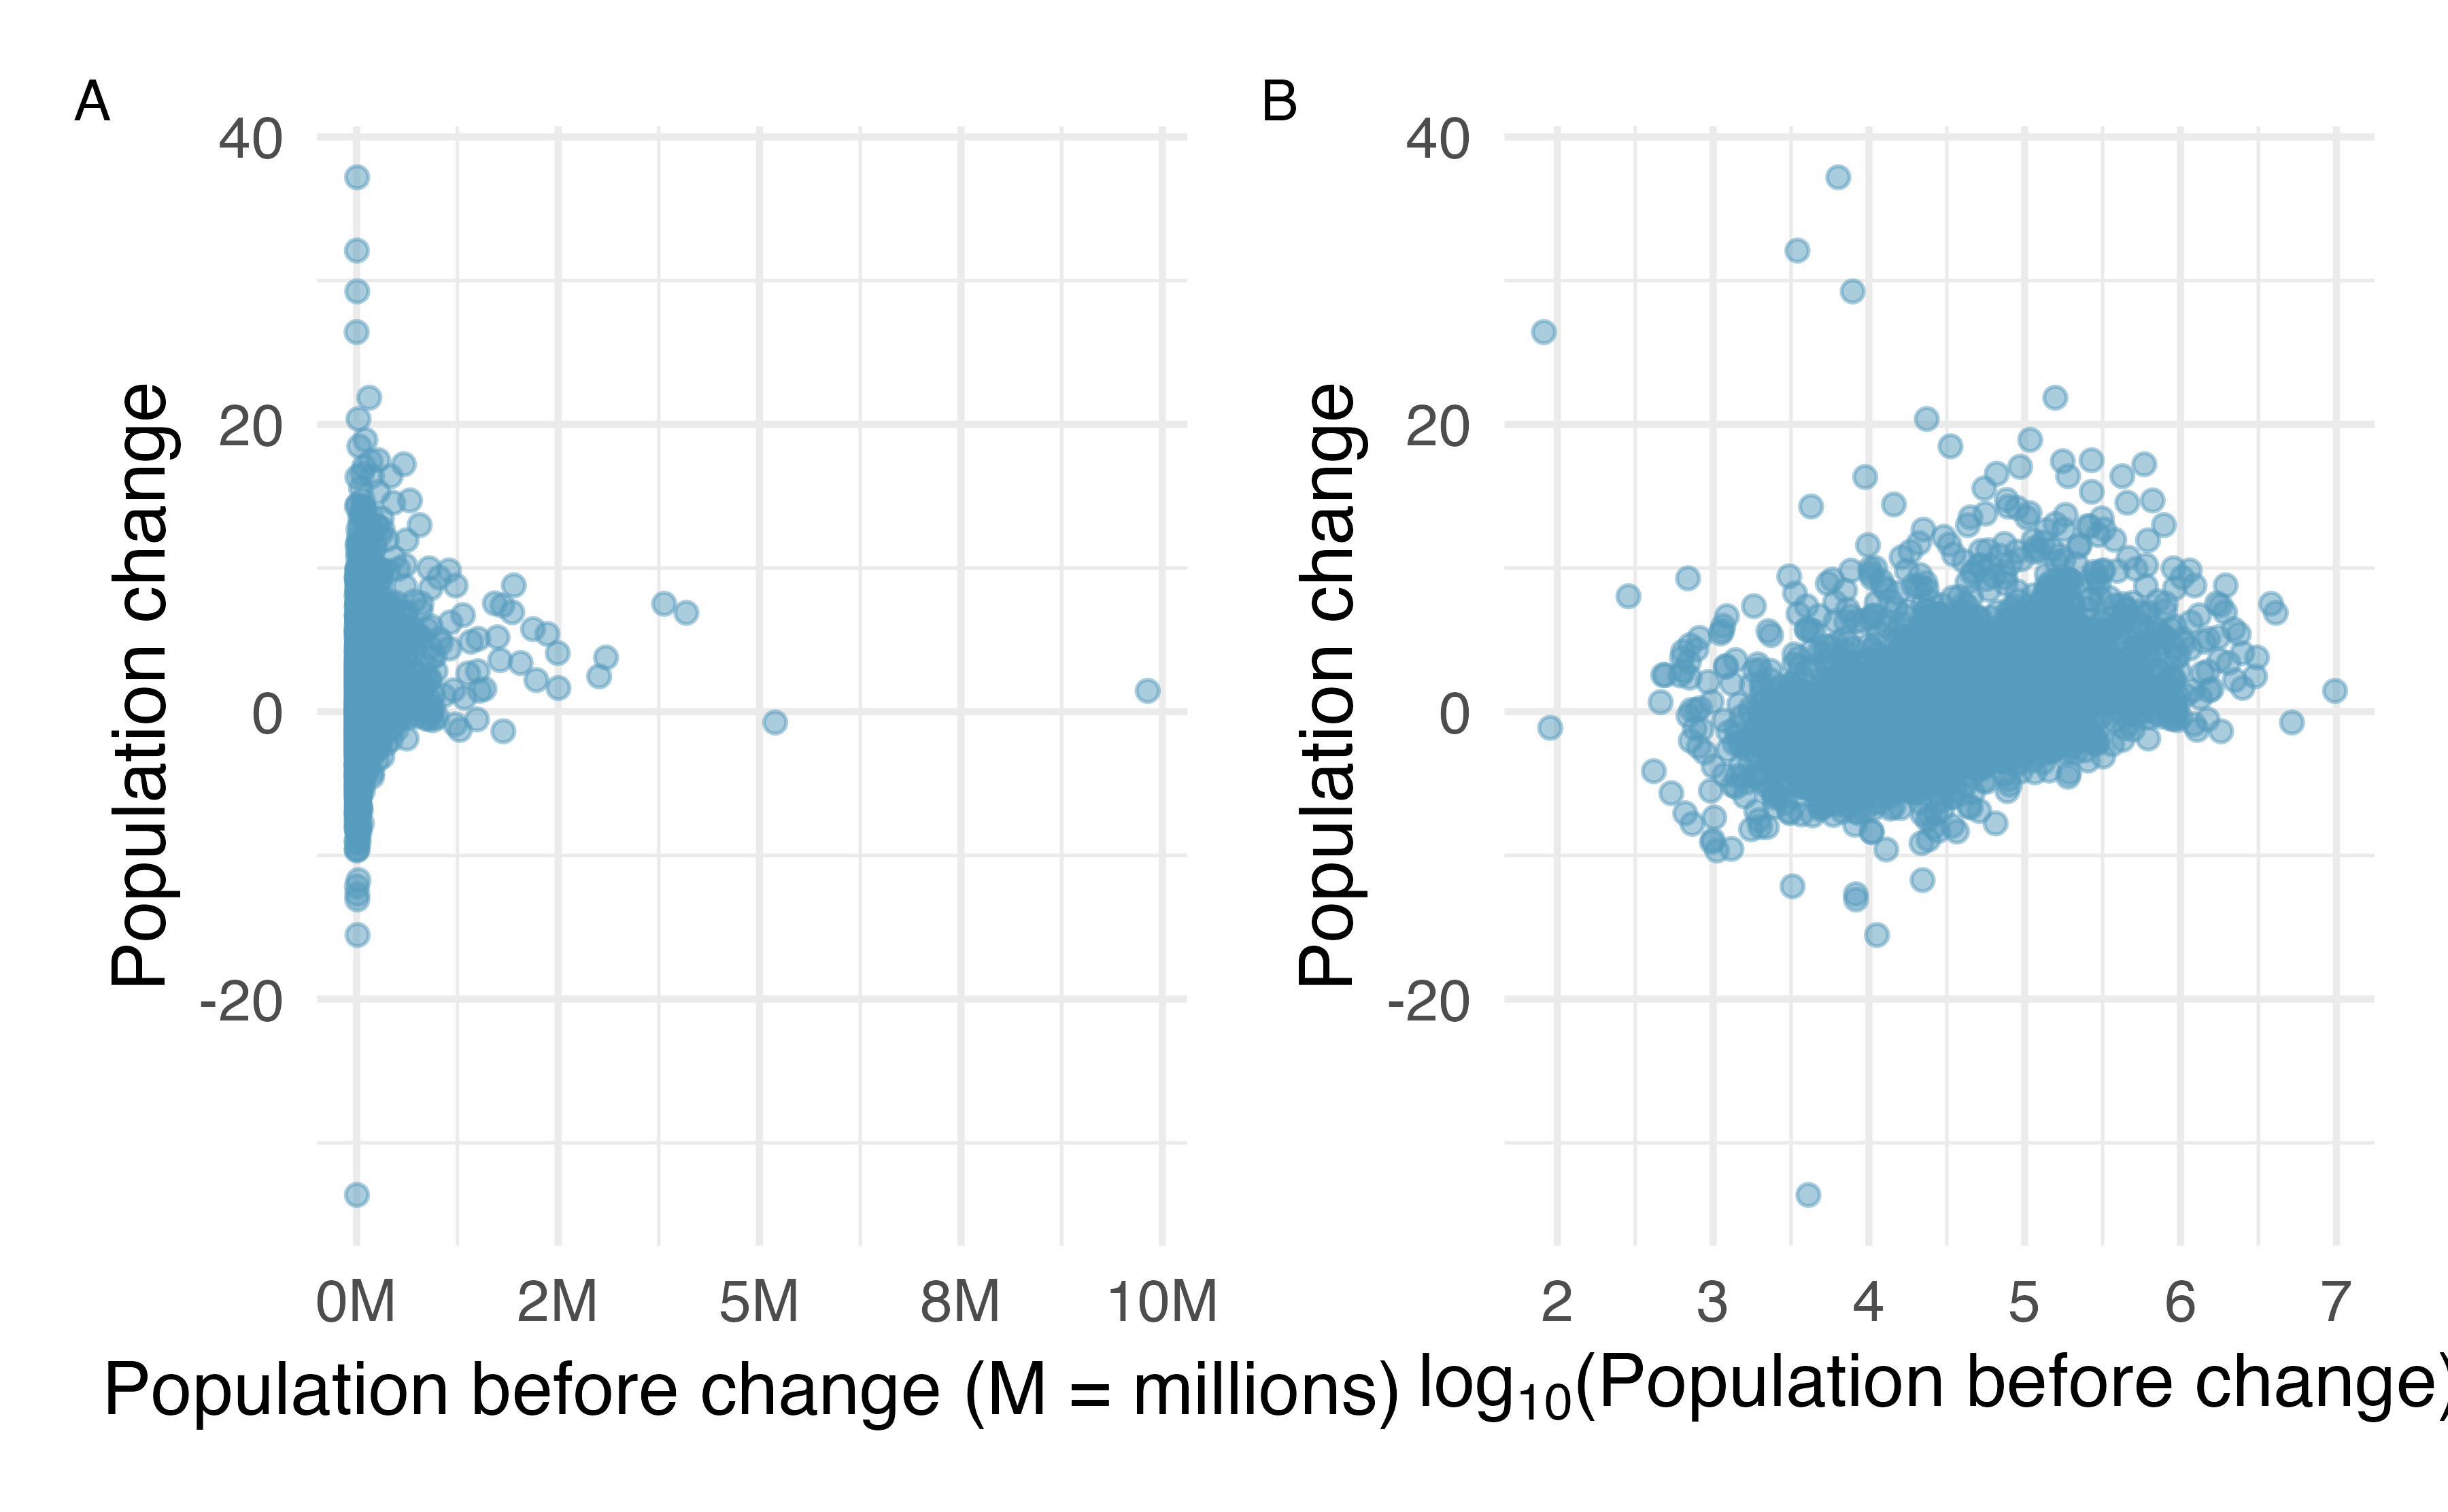 A
40
20
0
-20
Population change
0M 2M 5M 8M 10M
Population before change (M = millions)
B
40
20
0
-20
Population change
2 3 4 5 6 7
log₁₀(Population before change)